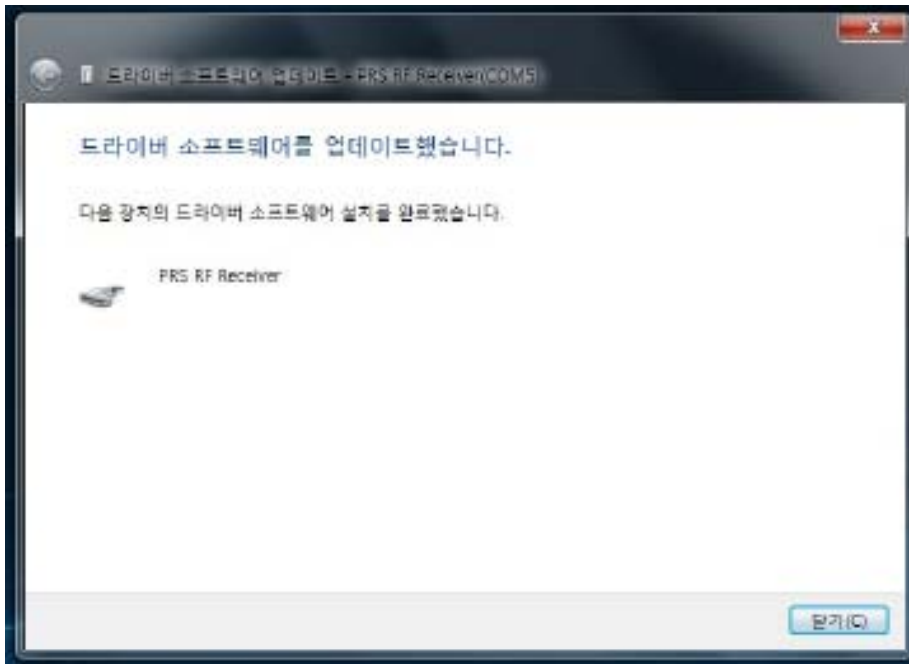 드라이버 소프트웨어 업데이트 - PRS RF Receiver(COM5)
드라이버 소프트웨어를 업데이트했습니다.
다음 장치의 드라이버 소프트웨어 설치를 완료했습니다.
PRS RF Receiver
닫기(C)